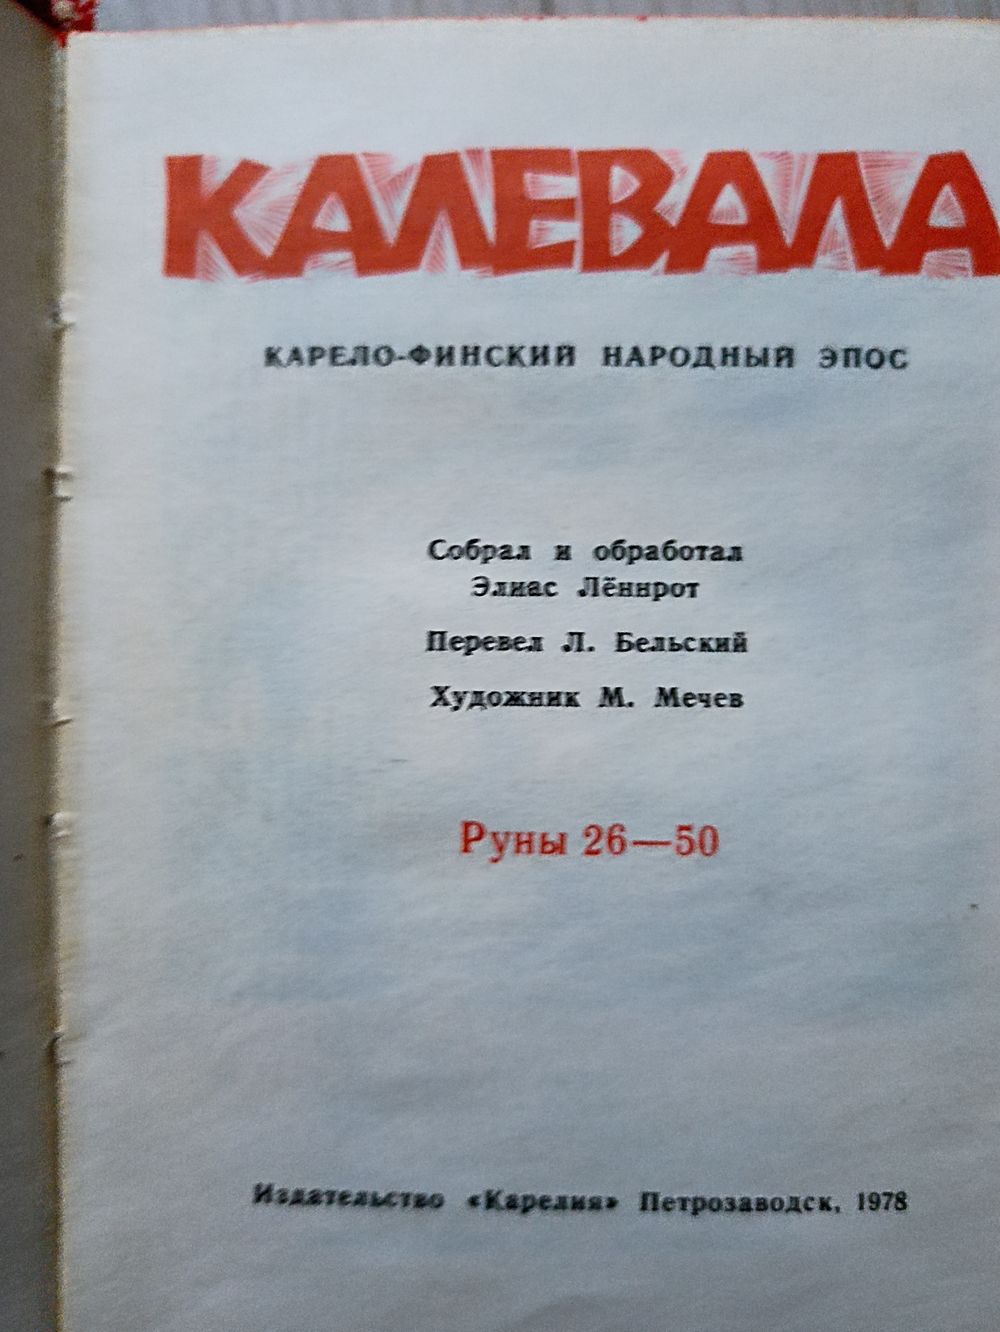 КАЛЕВАЛА
КАРЕЛО-ФИНСКИЙ НАРОДНЫЙ ЭПОС
Собрал и обработал
Элиас Лённрот
Перевел Л. Бельский
Художник М. Мечев
Руны 26—50
Издательство «Карелия» Петрозаводск, 1978